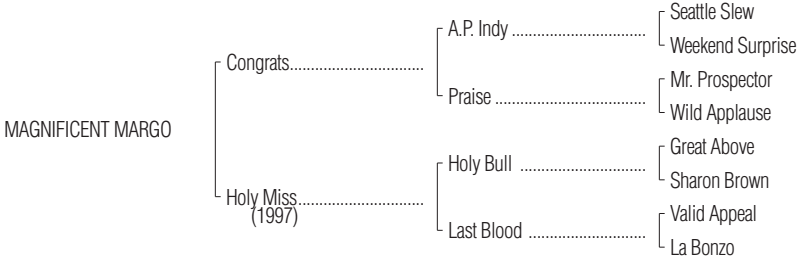 Seattle Slew
A.P. Indy ................................
Weekend Surprise
Congrats................................
Mr. Prospector
Praise ....................................
Wild Applause
MAGNIFICENT MARGO
Great Above
Holy Bull ..............................
Sharon Brown
Holy Miss..............................
(1997)
Valid Appeal
Last Blood ............................
La Bonzo